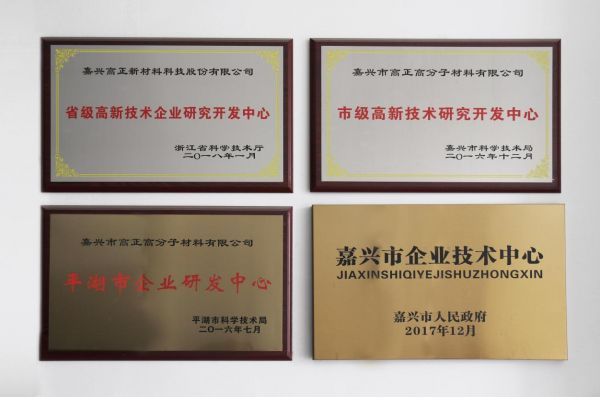 嘉兴高正新材料科技股份有限公司
省级高新技术企业研究开发中心
浙江省科学技术厅
二〇一八年一月
嘉兴市高正高分子材料有限公司
市级高新技术研究开发中心
嘉兴市科学技术局
二〇一六年十二月
嘉兴市高正高分子材料有限公司
平湖市企业研发中心
平湖市科学技术局
二〇一六年七月
嘉兴市企业技术中心
JIAXINSHIQIYEJISHUZHONGXIN
嘉兴市人民政府
2017年12月